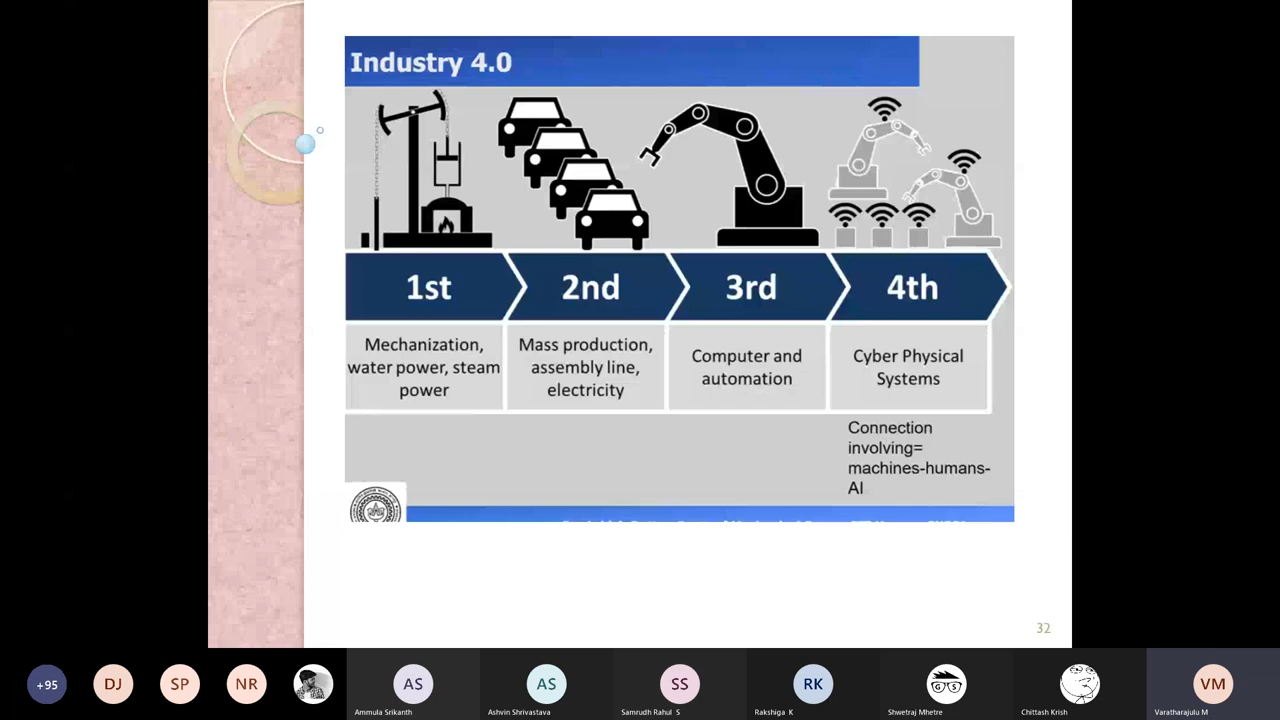 Industry 4.0
1st
2nd
3rd
4th
Mechanization,
water power, steam
power
Mass production,
assembly line,
electricity
Computer and
automation
Cyber Physical
Systems
Connection
involving=
machines-humans-
AI
32
+95
DJ
SP
NR
AS
Ammula Srikanth
AS
Ashvin Shrivastava
SS
Samrudh Rahul S
RK
Rakshiga K
GS
Shwetraj Mhetre
Chittash Krish
VM
Varatharajulu M